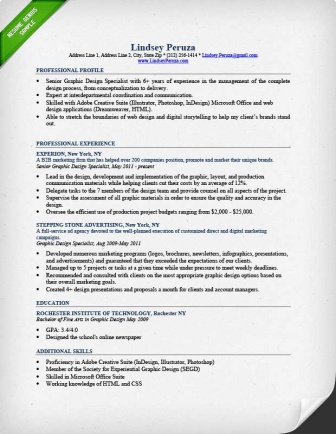 RESUME GENIUS
SAMPLE
Lindsey Peruza
Address Line 1, Address Line 2, City, State Zip * (212) 256-1414 * Lindsey.Peruza@gmail.com
www.LindseyPeruza.com
PROFESSIONAL PROFILE
Senior Graphic Design Specialist with 6+ years of experience in the management of the complete
design process, from conceptualization to delivery.
Expert at interdepartmental coordination and communication.
Skilled with Adobe Creative Suite (Illustrator, Photoshop) Microsoft Office and web
applications (Dreamweaver, HTML).
Able to stretch the boundaries of web design and digital storytelling to help my client's brands stand
out.
PROFESSIONAL EXPERIENCE
EXPERION, New York, NY
A B2B marketing firm that has helped over 200 companies position, promote and market their unique brands.
Senior Graphic Design Specialist, May 2011 - present
Lead in the design, development and implementation of the graphic, layout, and production
communication materials while helping clients cut their costs by an average of 12%.
Delegate tasks to the 7 members of the design team and provide counsel on all aspects of the project.
Supervise the assessment of all graphic materials in order to ensure the quality and accuracy in the
design.
Oversee the efficient use of production project budgets ranging from $2,000 - $25,000.
STEPPING STONE ADVERTISING, New York, NY
A full-service ad agency devoted to the well-planned execution of customized direct and digital marketing
campaigns.
Graphic Design Specialist, Aug 2009-May 2011
Developed numerous marketing programs (logos, brochures, newsletters, infographics, presentations,
and advertisements) and guaranteed that they exceeded the expectations of our clients.
Managed up to 5 projects or tasks at a given time while under pressure to meet weekly deadlines.
Recommended and consulted with clients on the most appropriate graphic design options based on
their overall marketing goals.
Created 4+ design presentations and proposals a month for clients and account managers.
EDUCATION
ROCHESTER INSTITUTE OF TECHNOLOGY, Rochester NY
Bachelor of Fine Arts in Graphic Design May 2009
GPA: 3.4/4.0
Designed the school's online newspaper
ADDITIONAL SKILLS
Proficiency in Adobe Creative Suite (InDesign, Illustrator, Photoshop)
Member of the Society for Experiential Graphic Design (SEGD)
Skilled in Microsoft Office Suite
Working knowledge of HTML and CSS